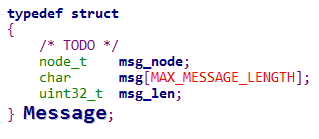 typedef struct
{
/* TODO */
node_t msg_node;
char msg[MAX_MESSAGE_LENGTH];
uint32_t msg_len;
} Message;